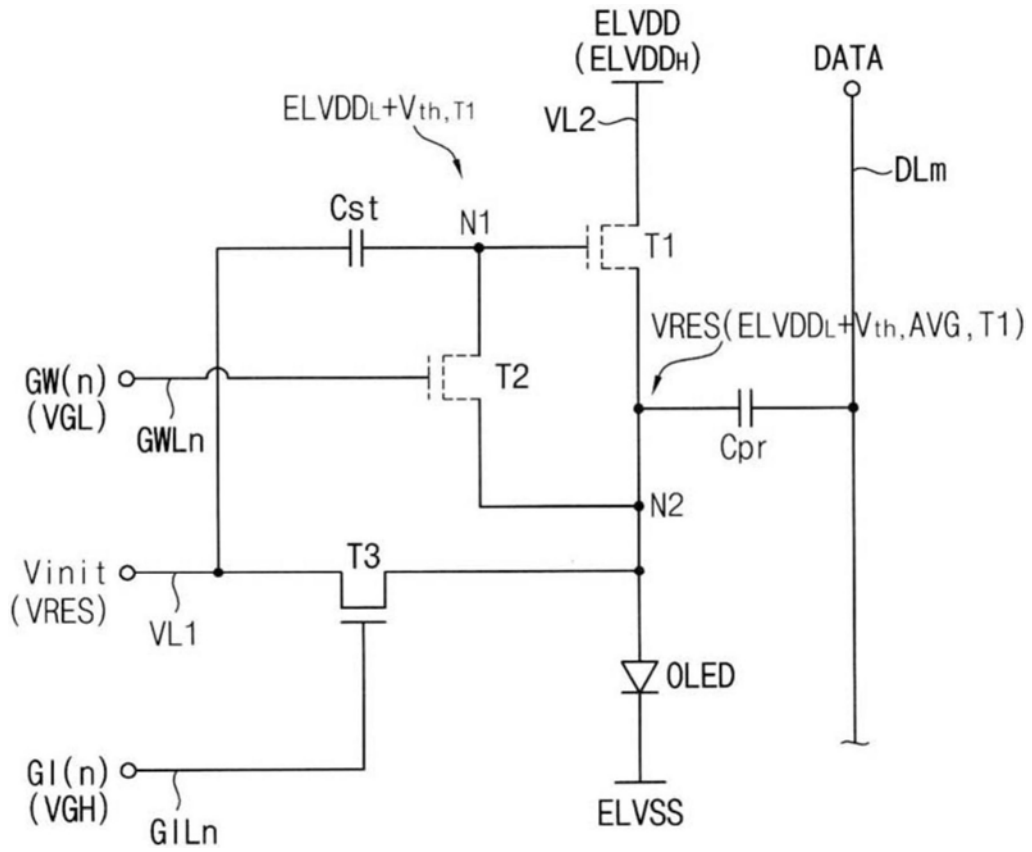 ELVDD
(ELVDDH)
DATA
ELVDDL+Vth,T1
VL2
DLm
Cst
N1
T1
VRES(ELVDDL+Vth,AVG,T1)
GW(n)
(VGL)
GWLn
T2
Cpr
N2
Vinit
(VRES)
VL1
T3
OLED
GI(n)
(VGH)
GILn
ELVSS